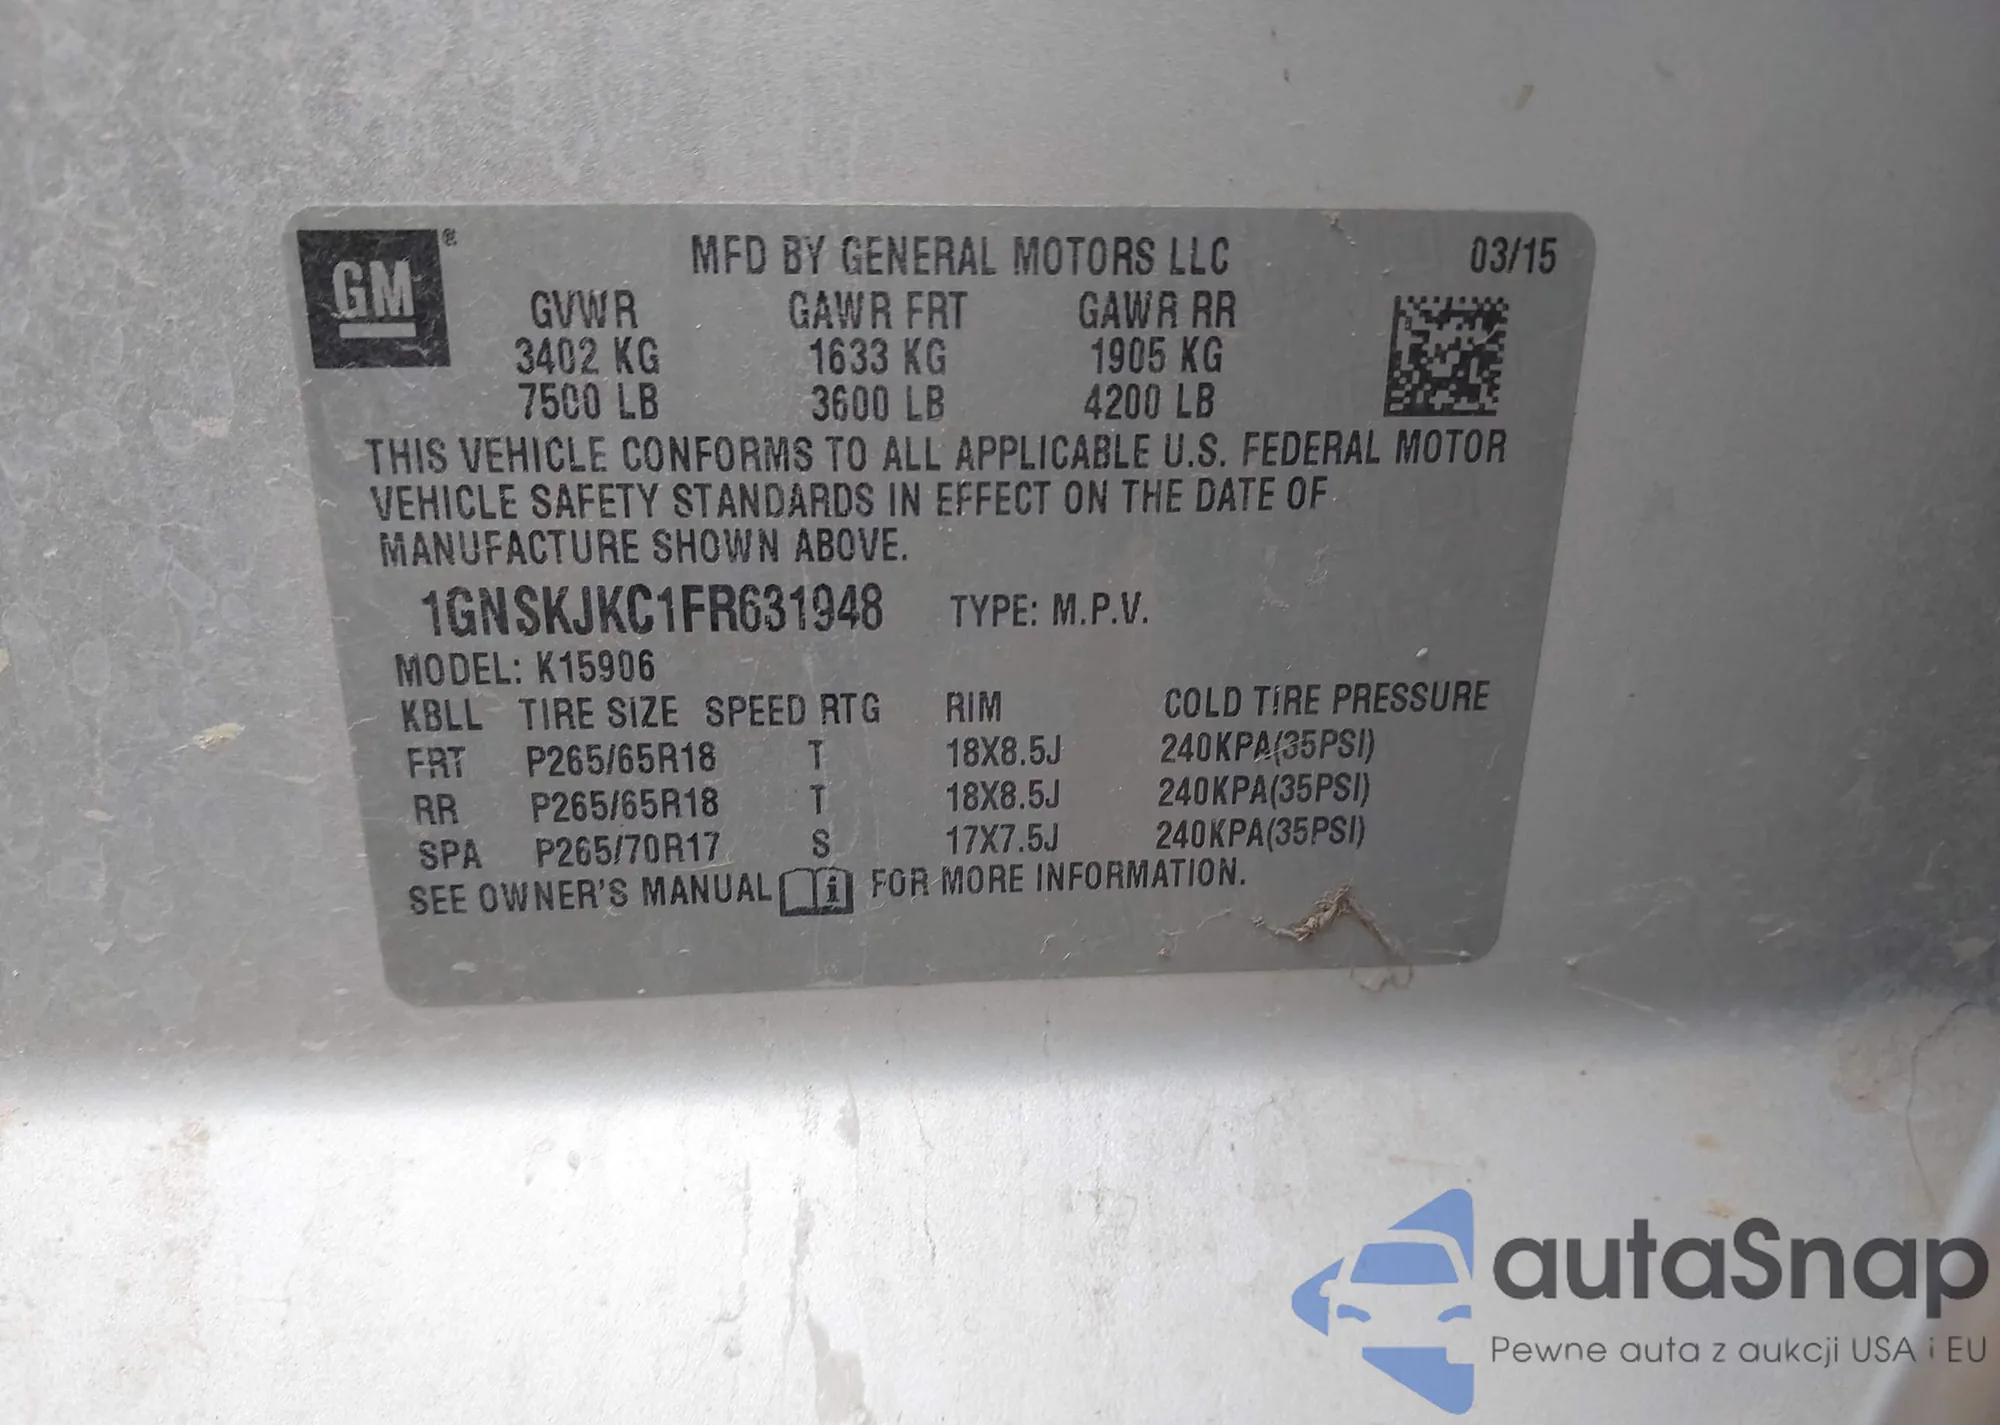 GM®
MFD BY GENERAL MOTORS LLC 03/15
GVWR GAWR FRT GAWR RR
3402 KG 1633 KG 1905 KG
7500 LB 3600 LB 4200 LB
THIS VEHICLE CONFORMS TO ALL APPLICABLE U.S. FEDERAL MOTOR
VEHICLE SAFETY STANDARDS IN EFFECT ON THE DATE OF
MANUFACTURE SHOWN ABOVE.
1GNSKJKC1FR631948 TYPE: M.P.V.
MODEL: K15906
KBLL TIRE SIZE SPEED RTG RIM COLD TIRE PRESSURE
FRT P265/65R18 T 18X8.5J 240KPA(35PSI)
RR P265/65R18 T 18X8.5J 240KPA(35PSI)
SPA P265/70R17 S 17X7.5J 240KPA(35PSI)
SEE OWNER'S MANUAL i FOR MORE INFORMATION.
autaSnap
Pewne auta z aukcji USA i EU